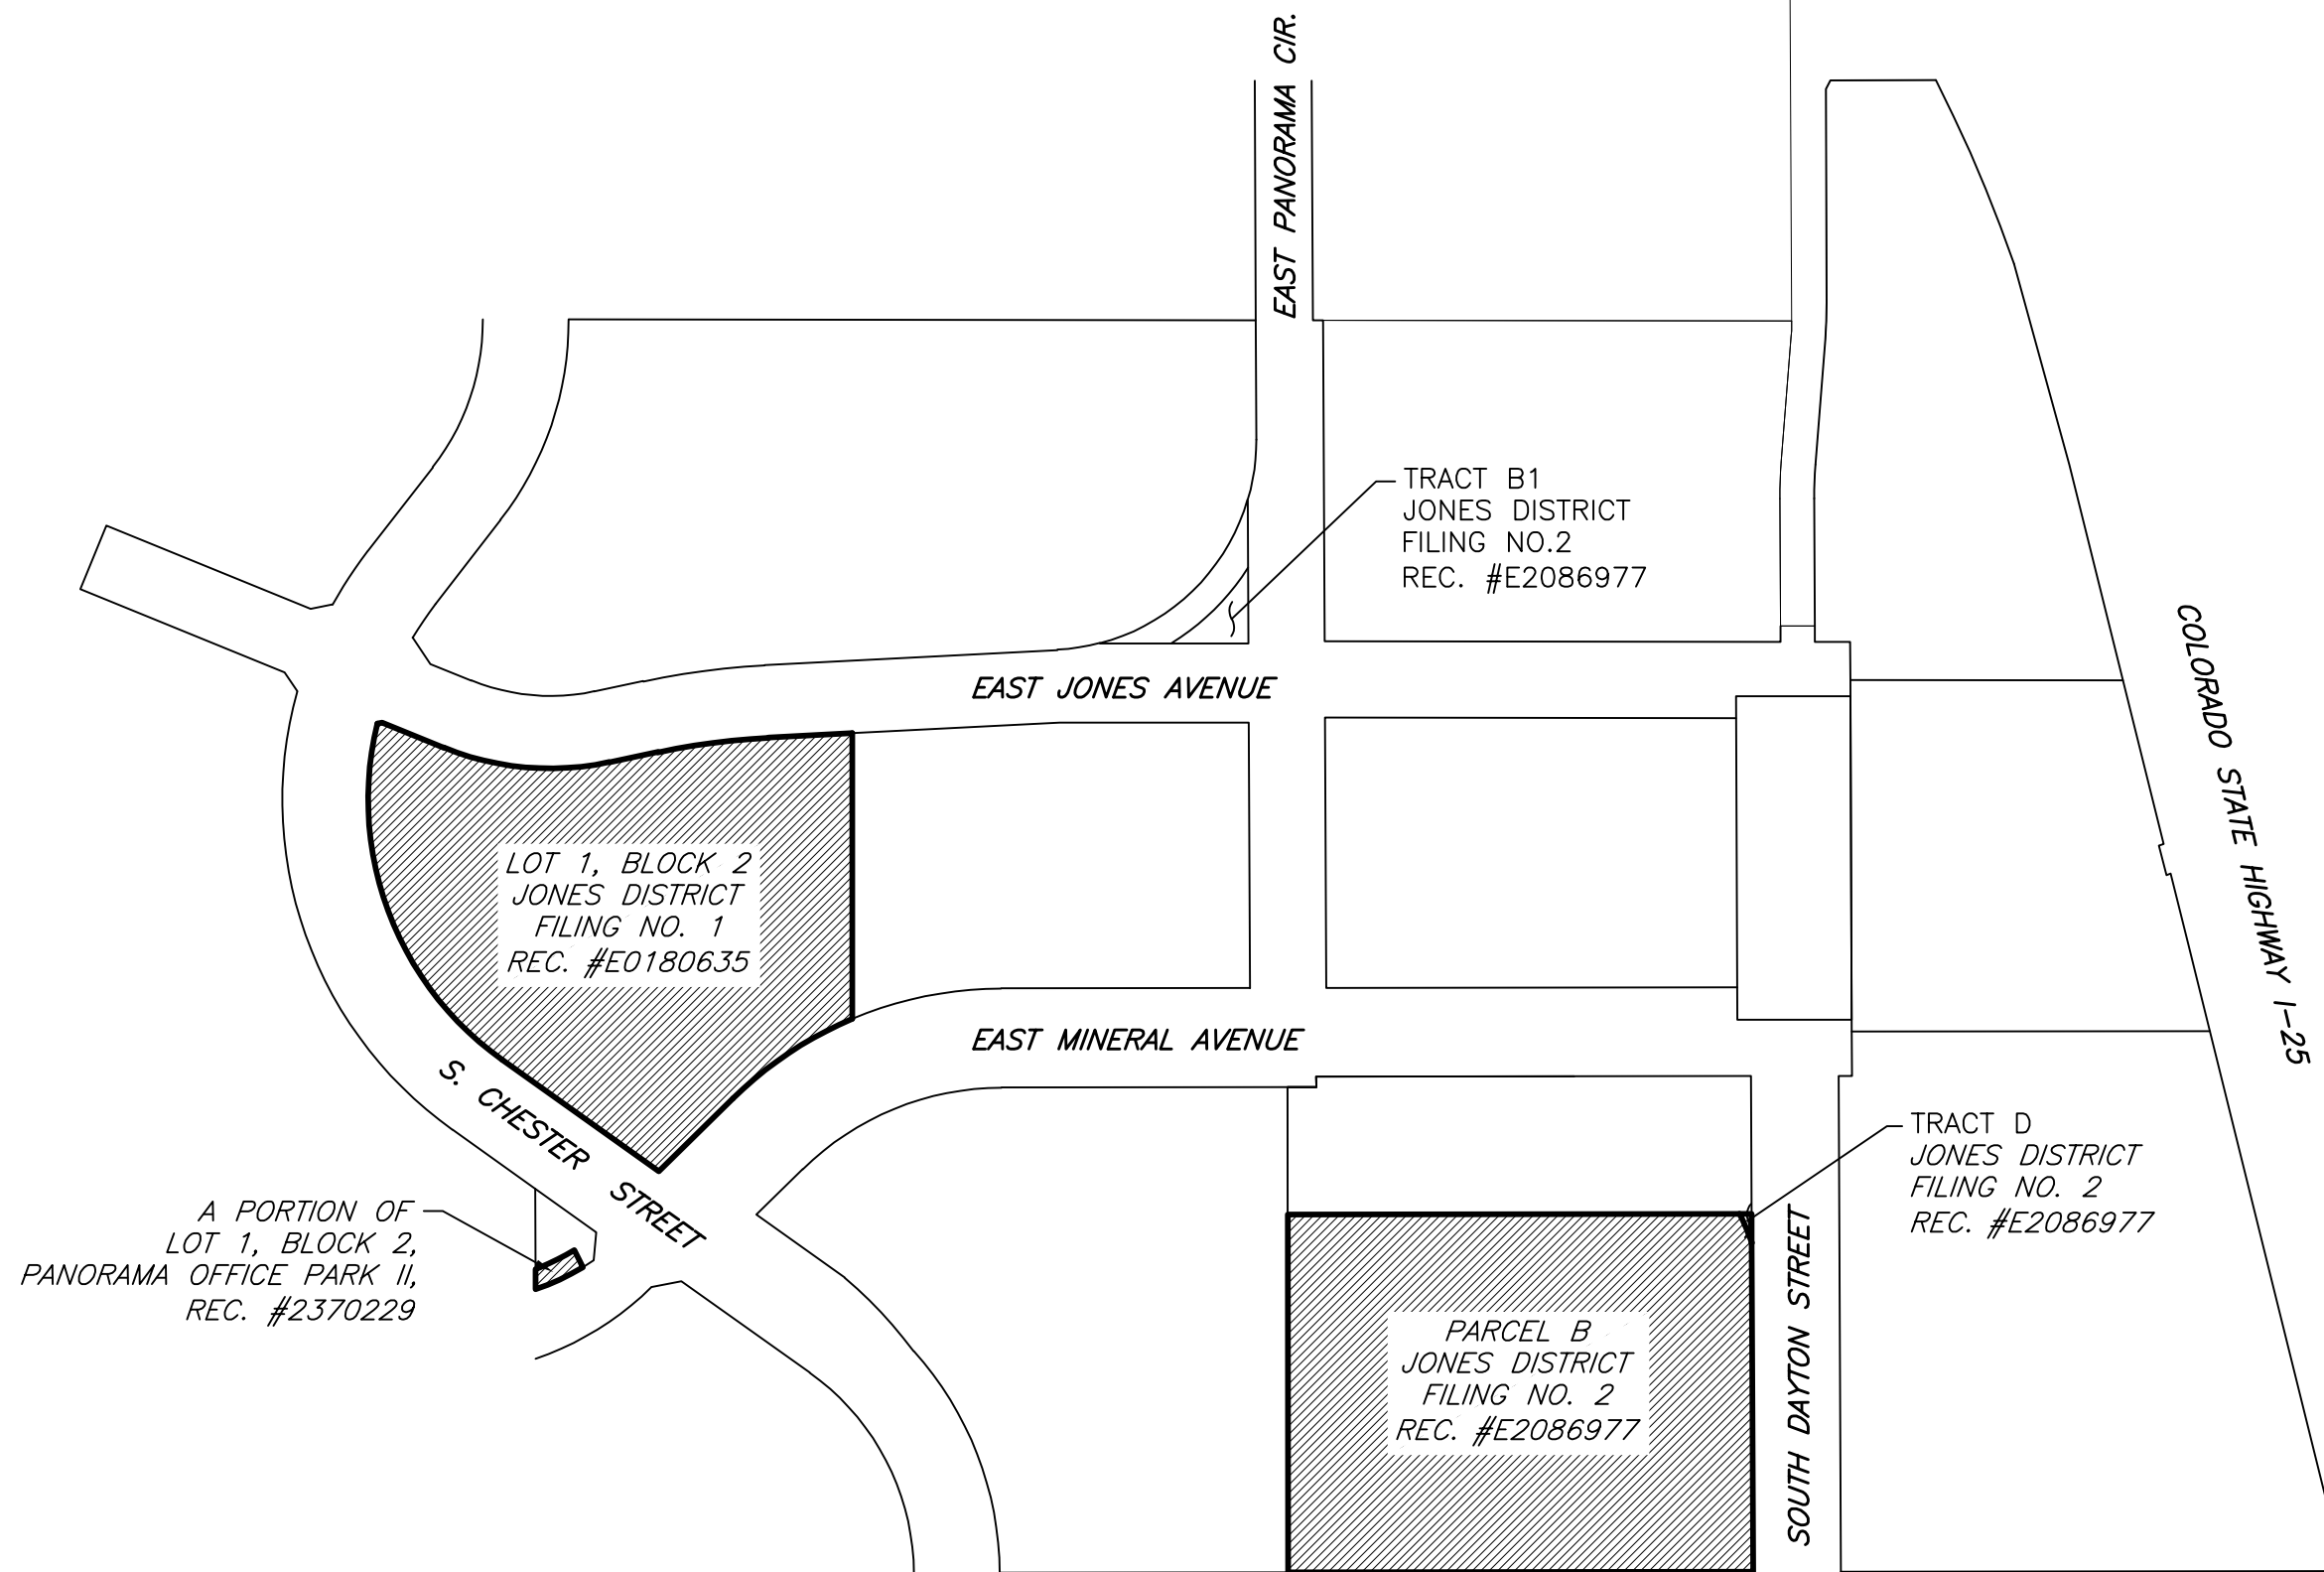 EAST PANORAMA CIR.
TRACT B1
JONES DISTRICT
FILING NO.2
REC. #E2086977
EAST JONES AVENUE
COLORADO STATE HIGHWAY I-25
LOT 1, BLOCK 2
JONES DISTRICT
FILING NO. 1
REC. #E0180635
EAST MINERAL AVENUE
S. CHESTER STREET
TRACT D
JONES DISTRICT
FILING NO. 2
REC. #E2086977
A PORTION OF
LOT 1, BLOCK 2,
PANORAMA OFFICE PARK II,
REC. #2370229
PARCEL B
JONES DISTRICT
FILING NO. 2
REC. #E2086977
SOUTH DAYTON STREET